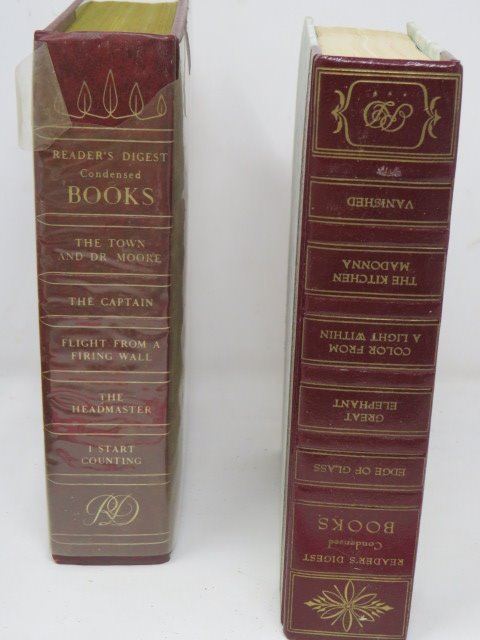 READER'S DIGEST
Condensed
BOOKS
THE TOWN
AND DR. MOORE
THE CAPTAIN
FLIGHT FROM A
FIRING WALL
THE
HEADMASTER
I START
COUNTING
RD
READER'S DIGEST
Condensed
BOOKS
EDGE OF GLASS
GREAT
ELEPHANT
COLOR FROM
A LIGHT WITHIN
THE KITCHEN
MADONNA
VANISHED